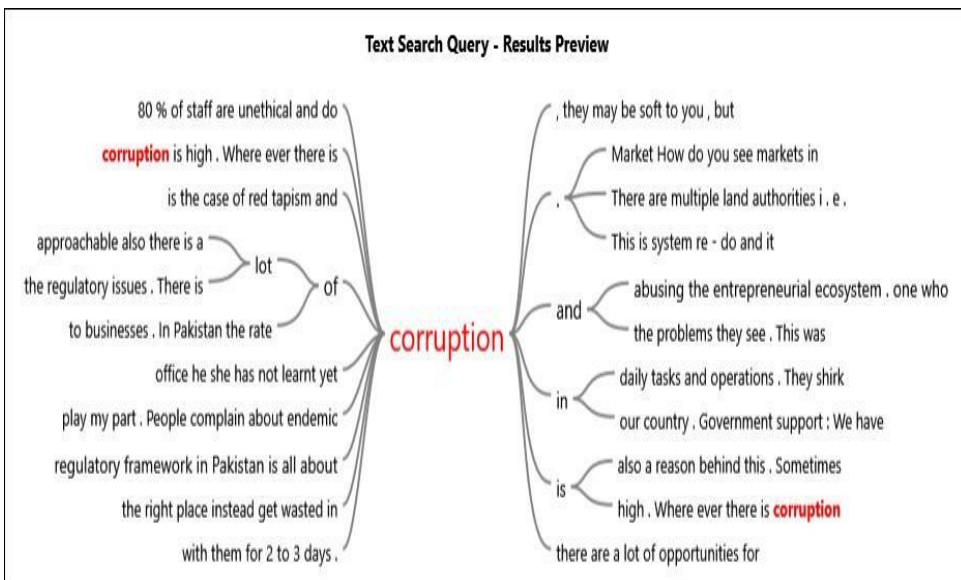 Text Search Query - Results Preview
80 % of staff are unethical and do
corruption is high . Where ever there is
is the case of red tapism and
approachable also there is a
the regulatory issues . There is
lot
to businesses . In Pakistan the rate
of
office he she has not learnt yet
play my part . People complain about endemic
regulatory framework in Pakistan is all about
the right place instead get wasted in
with them for 2 to 3 days .
corruption
, they may be soft to you , but
.
Market How do you see markets in
There are multiple land authorities i . e .
This is system re - do and it
and
abusing the entrepreneurial ecosystem . one who
the problems they see . This was
in
daily tasks and operations . They shirk
our country . Government support : We have
is
also a reason behind this . Sometimes
high . Where ever there is corruption
there are a lot of opportunities for